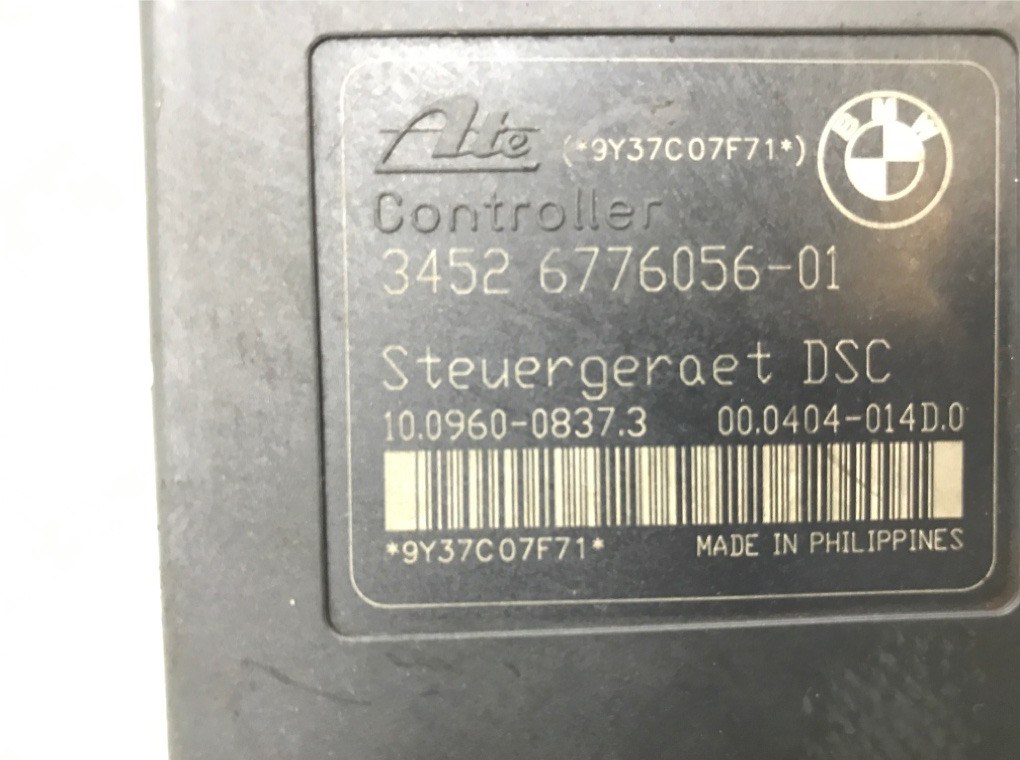 Ate (*9Y37C07F71*) BMW
Controller
3452 6776056-01
Steuergeraet DSC
10.0960-0837.3 00.0404-014D.0
*9Y37C07F71* MADE IN PHILIPPINES